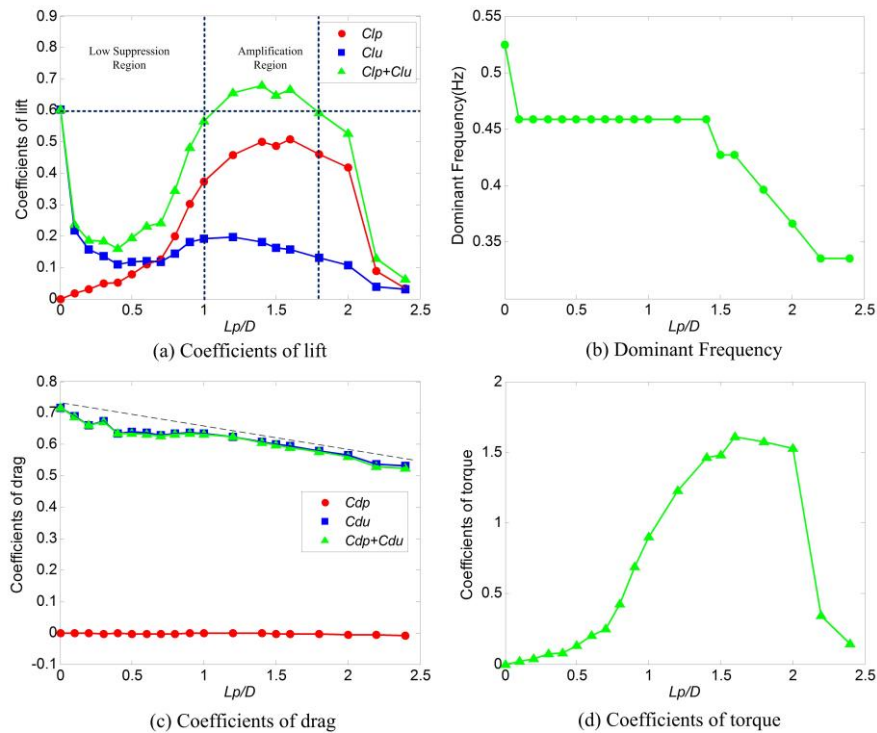 0.9
0.8
0.7
0.6
0.5
0.4
0.3
0.2
0.1
0
Coefficients of lift
Low Suppression
Region
Amplification
Region
Clp
Clu
Clp+Clu
0 0.5 1 1.5 2 2.5
Lp/D
(a) Coefficients of lift
0.55
0.5
0.45
0.4
0.35
Dominant Frequency(Hz)
0 0.5 1 1.5 2 2.5
Lp/D
(b) Dominant Frequency
0.8
0.7
0.6
0.5
0.4
0.3
0.2
0.1
0
-0.1
Coefficients of drag
Cdp
Cdu
Cdp+Cdu
0 0.5 1 1.5 2 2.5
Lp/D
(c) Coefficients of drag
2
1.5
1
0.5
0
Coefficients of torque
0 0.5 1 1.5 2 2.5
Lp/D
(d) Coefficients of torque